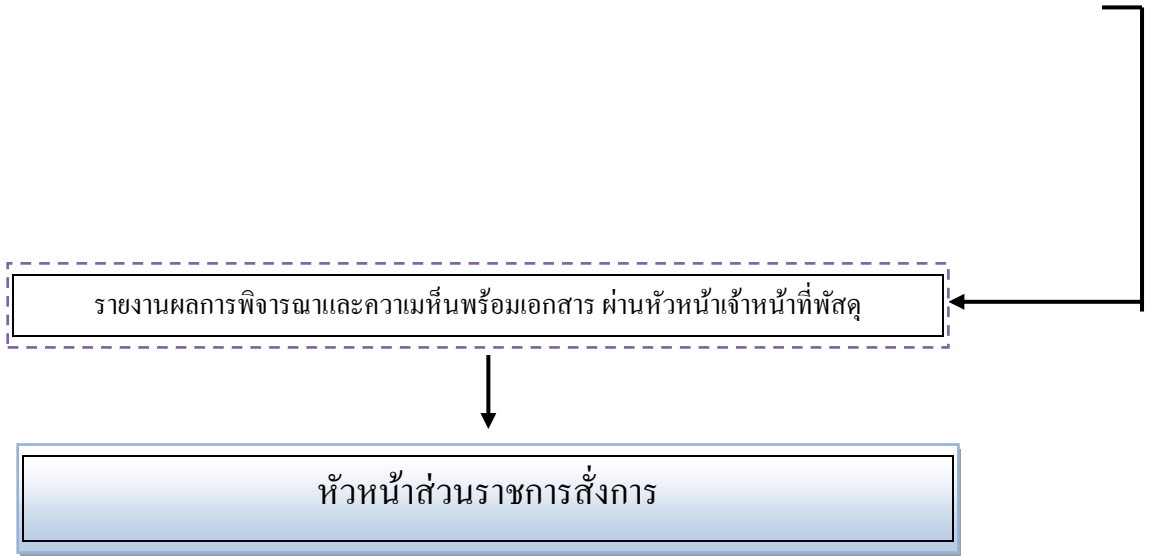 รายงานผลการพิจารณาและความเห็นพร้อมเอกสาร ผ่านหัวหน้าเจ้าหน้าที่พัสดุ
หัวหน้าส่วนราชการสั่งการ